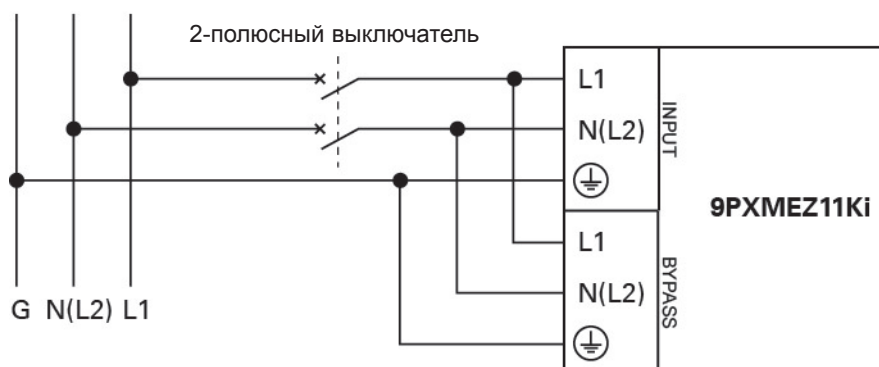 2-полюсный выключатель
L1
N(L2)
INPUT
9PXMEZ11Ki
L1
N(L2)
BYPASS
G N(L2) L1